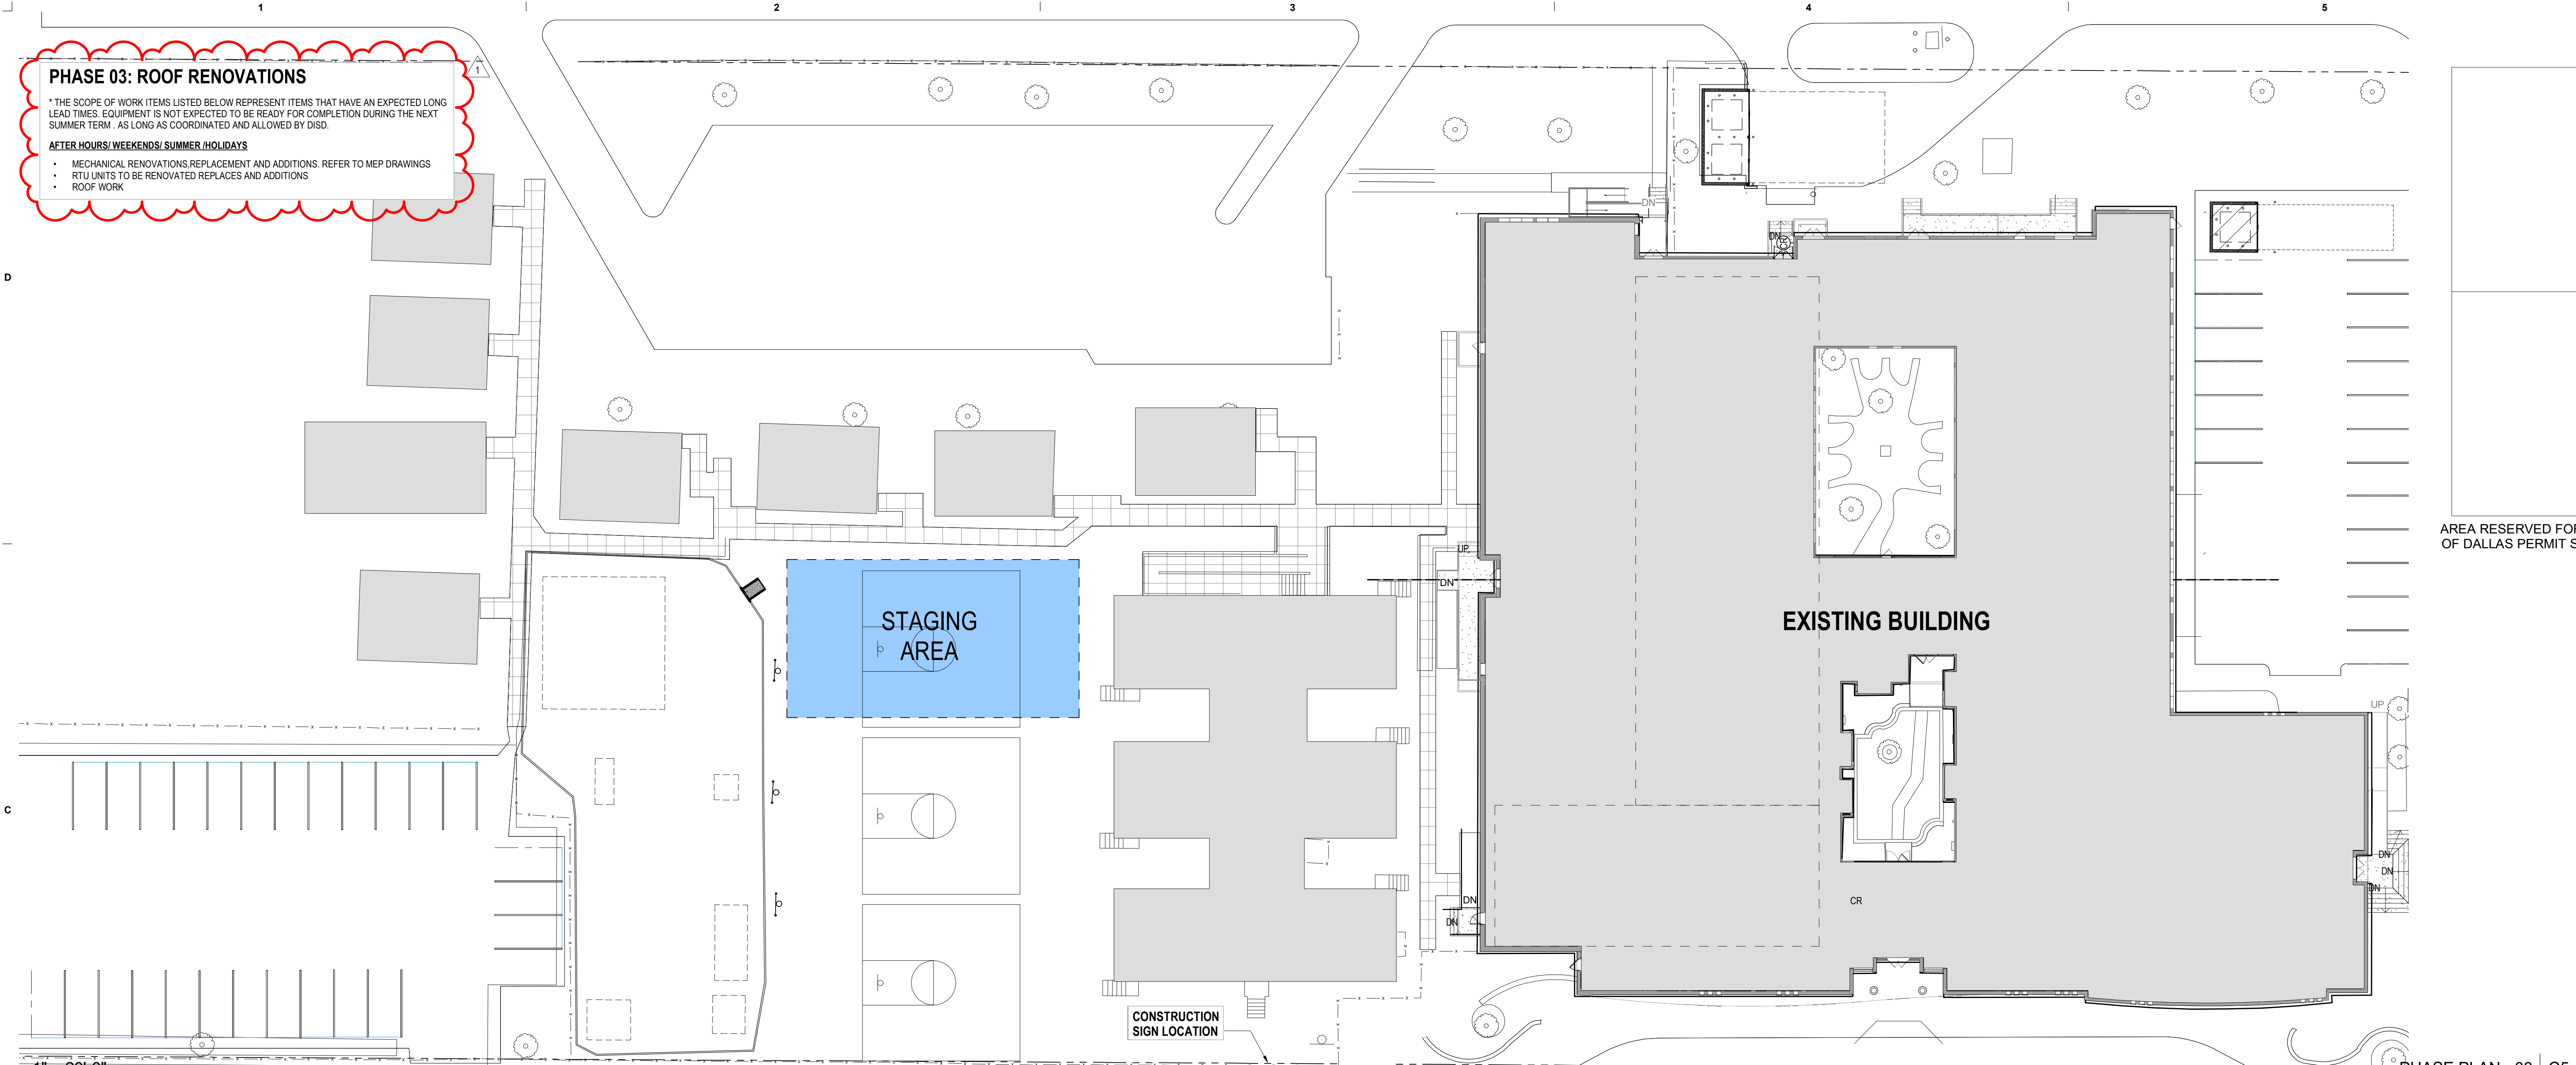 1
2
3
4
5
PHASE 03: ROOF RENOVATIONS
1
* THE SCOPE OF WORK ITEMS LISTED BELOW REPRESENT ITEMS THAT HAVE AN EXPECTED LONG
LEAD TIMES. EQUIPMENT IS NOT EXPECTED TO BE READY FOR COMPLETION DURING THE NEXT
SUMMER TERM . AS LONG AS COORDINATED AND ALLOWED BY DISD.
AFTER HOURS/ WEEKENDS/ SUMMER /HOLIDAYS
• MECHANICAL RENOVATIONS,REPLACEMENT AND ADDITIONS. REFER TO MEP DRAWINGS
• RTU UNITS TO BE RENOVATED REPLACES AND ADDITIONS
• ROOF WORK
DN
DN
CR
D
AREA RESERVED FOR
OF DALLAS PERMIT S
UP
DN
STAGING
AREA
EXISTING BUILDING
UP
C
DN
DN
DN
CR
DN
DN
CONSTRUCTION
SIGN LOCATION
PHASE PLAN